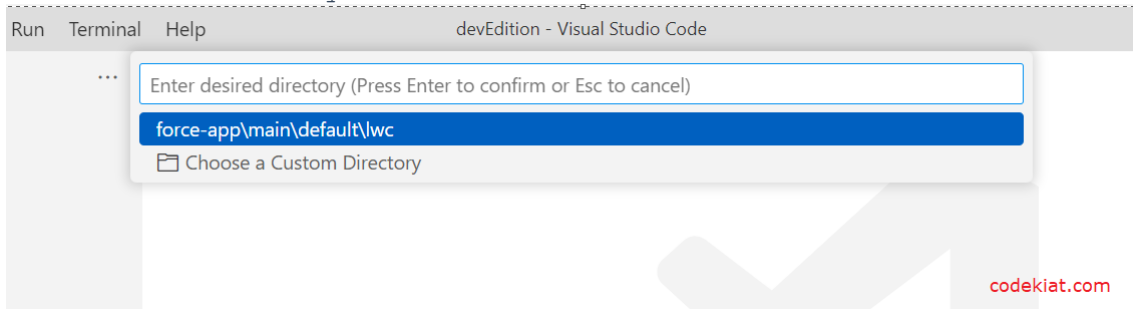 Run Terminal Help devEdition - Visual Studio Code
... Enter desired directory (Press Enter to confirm or Esc to cancel)
force-app\main\default\lwc
Choose a Custom Directory
codekiat.com